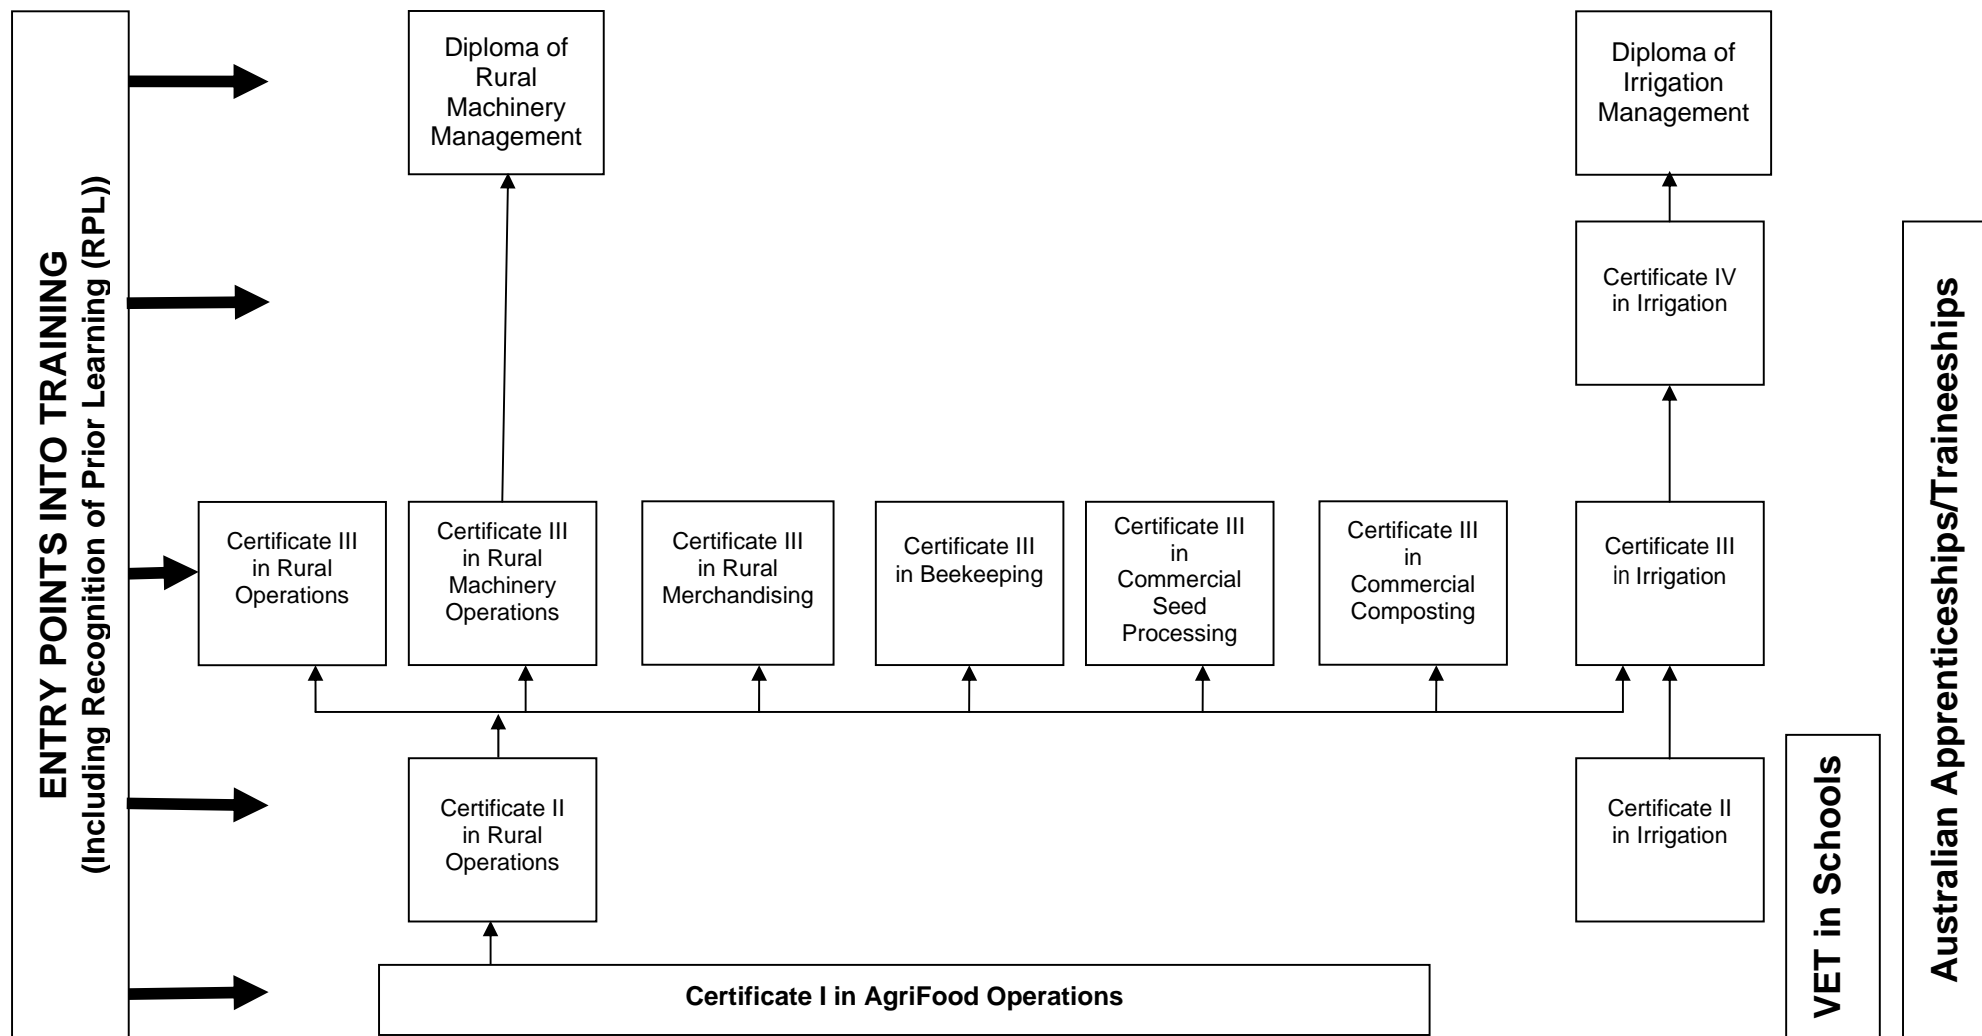 ENTRY POINTS INTO TRAINING
(Including Recognition of Prior Learning (RPL))
Diploma of
Rural
Machinery
Management
Diploma of
Irrigation
Management
Certificate IV
in Irrigation
Certificate III
in Rural
Operations
Certificate III
in Rural
Machinery
Operations
Certificate III
in Rural
Merchandising
Certificate III
in Beekeeping
Certificate III
in
Commercial
Seed
Processing
Certificate III
in
Commercial
Composting
Certificate III
in Irrigation
Certificate II
in Rural
Operations
Certificate II
in Irrigation
Certificate I in AgriFood Operations
VET in Schools
Australian Apprenticeships/Traineeships